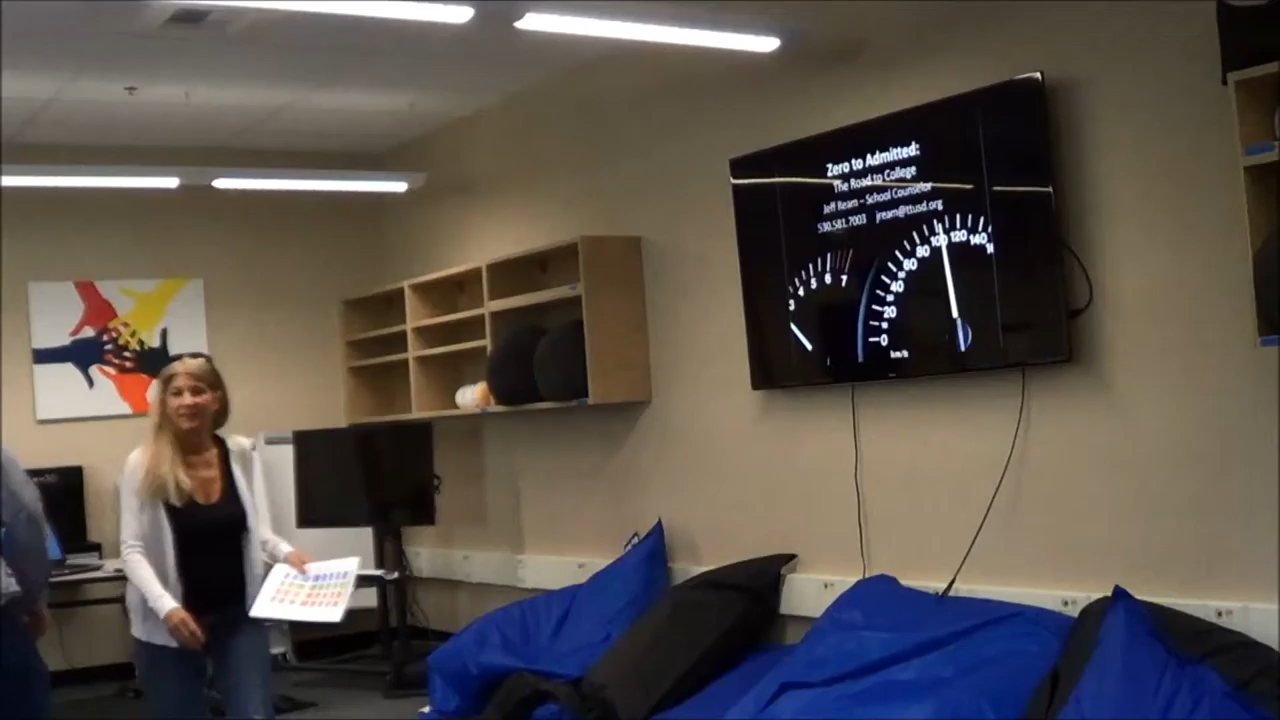 Zero to Admitted:
The Road to College
Jeff Ream – School Counselor
530.581.7003 jream@ttusd.org
3 4 5 6 7
0 20 40 60 80 100 120 140
km/h